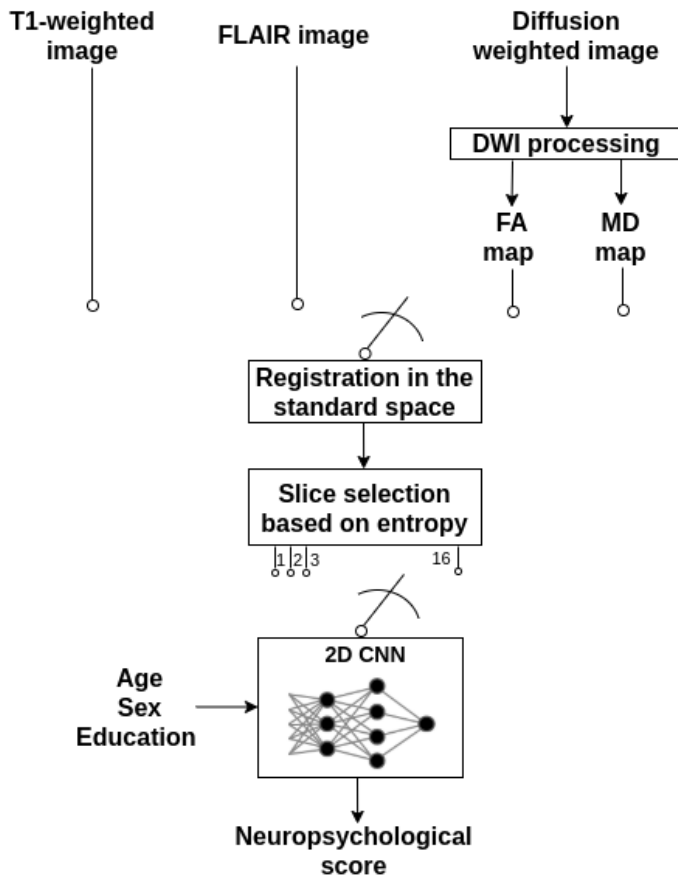 T1-weighted
image
FLAIR image
Diffusion
weighted image
DWI processing
FA
map
MD
map
Registration in the
standard space
Slice selection
based on entropy
1 2 3 16
2D CNN
Age
Sex
Education
Neuropsychological
score